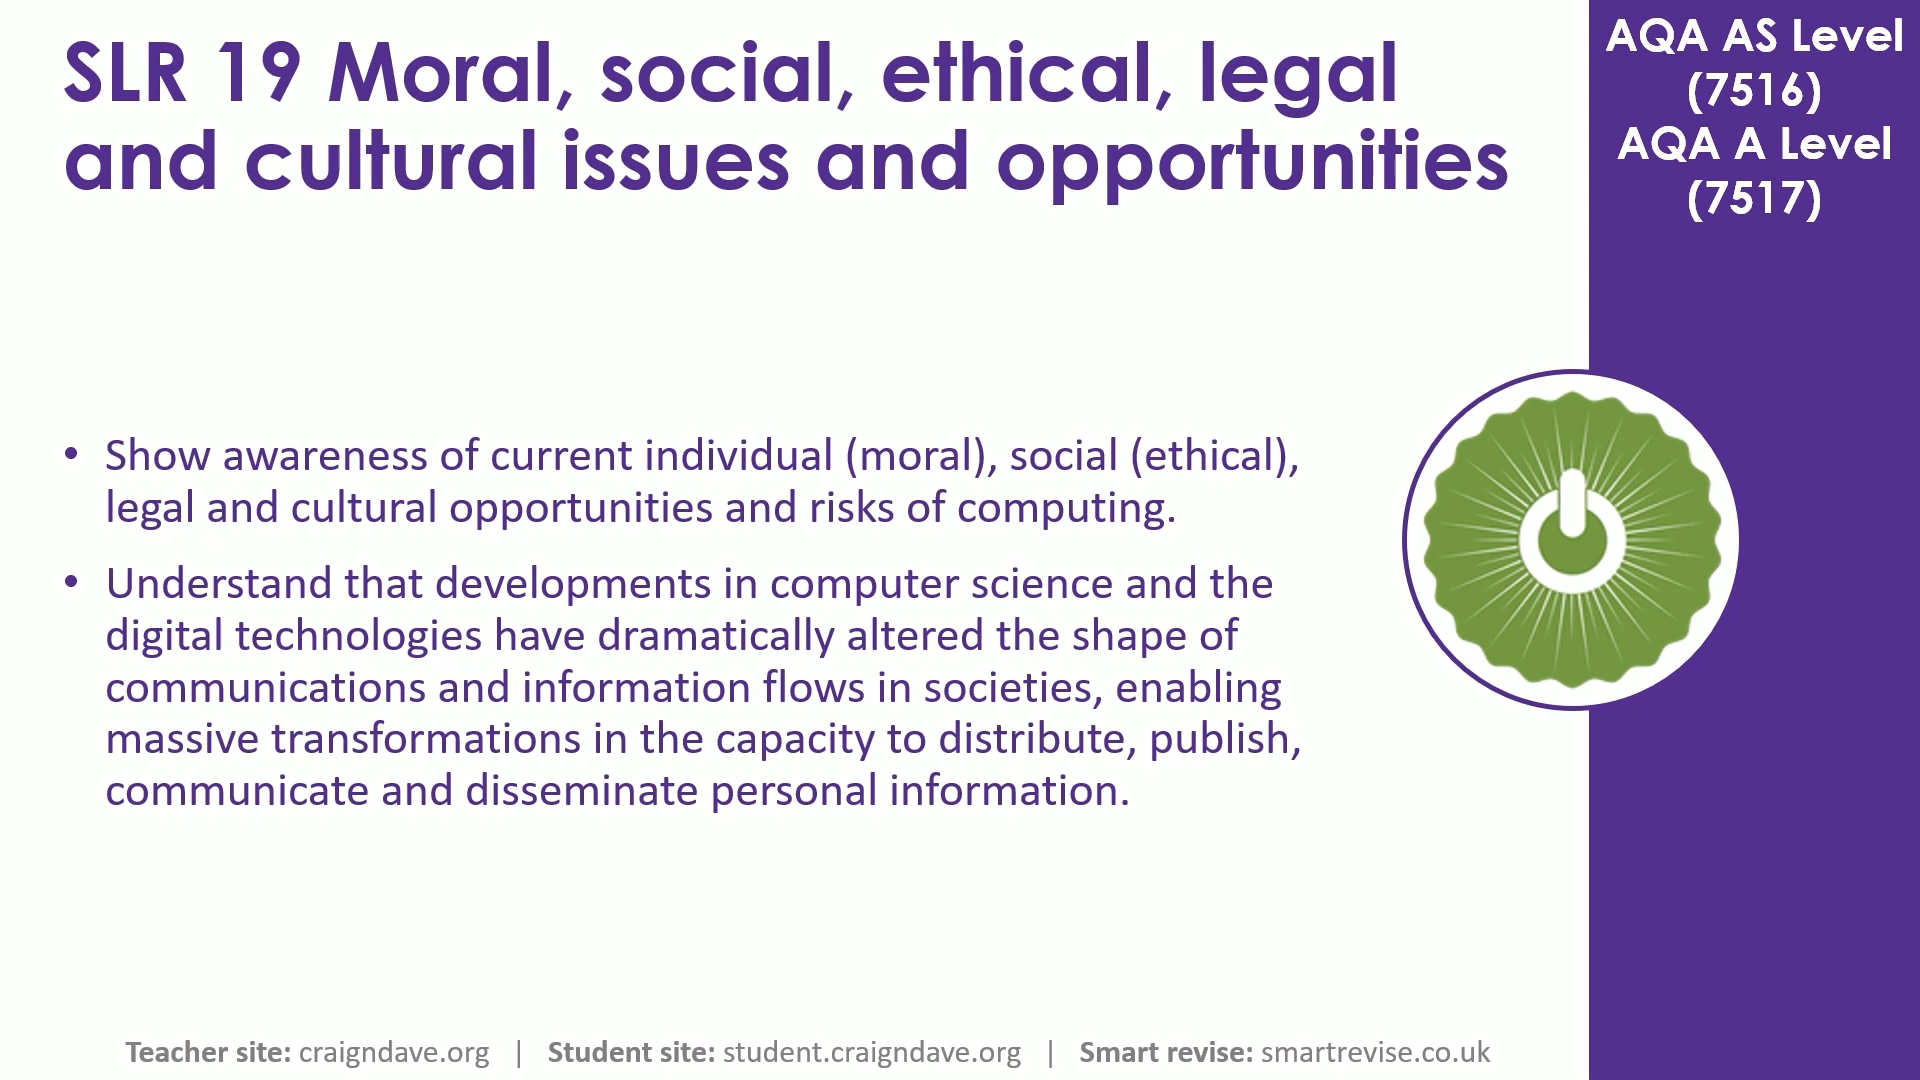 SLR 19 Moral, social, ethical, legal
and cultural issues and opportunities
AQA AS Level
(7516)
AQA A Level
(7517)
• Show awareness of current individual (moral), social (ethical),
legal and cultural opportunities and risks of computing.
• Understand that developments in computer science and the
digital technologies have dramatically altered the shape of
communications and information flows in societies, enabling
massive transformations in the capacity to distribute, publish,
communicate and disseminate personal information.
Teacher site: craigndave.org | Student site: student.craigndave.org | Smart revise: smartrevise.co.uk